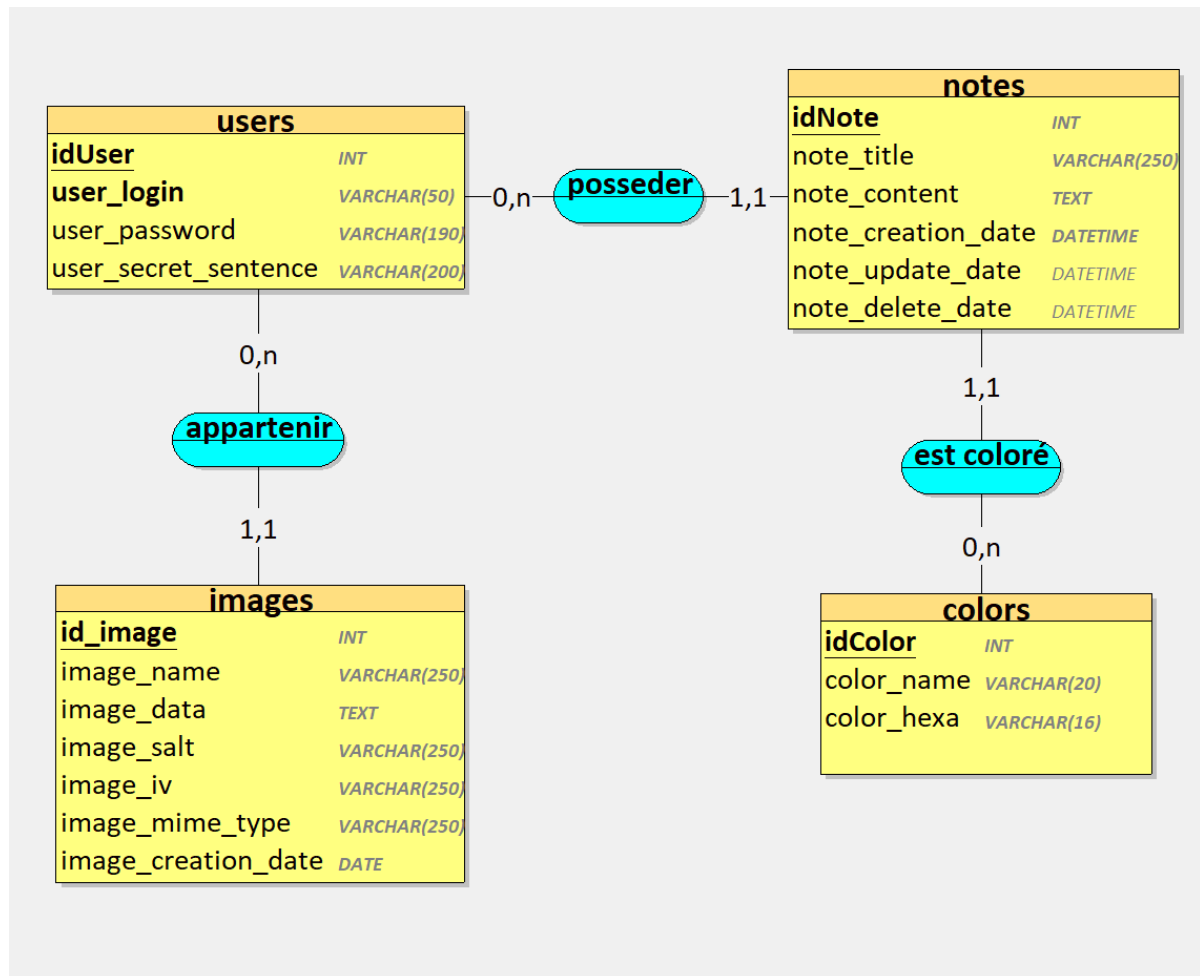 users
idUser INT
user_login VARCHAR(50)
user_password VARCHAR(190)
user_secret_sentence VARCHAR(200)
0,n
posseder
1,1
notes
idNote INT
note_title VARCHAR(250)
note_content TEXT
note_creation_date DATETIME
note_update_date DATETIME
note_delete_date DATETIME
0,n
appartenir
1,1
1,1
est coloré
0,n
images
id_image INT
image_name VARCHAR(250)
image_data TEXT
image_salt VARCHAR(250)
image_iv VARCHAR(250)
image_mime_type VARCHAR(250)
image_creation_date DATE
colors
idColor INT
color_name VARCHAR(20)
color_hexa VARCHAR(16)